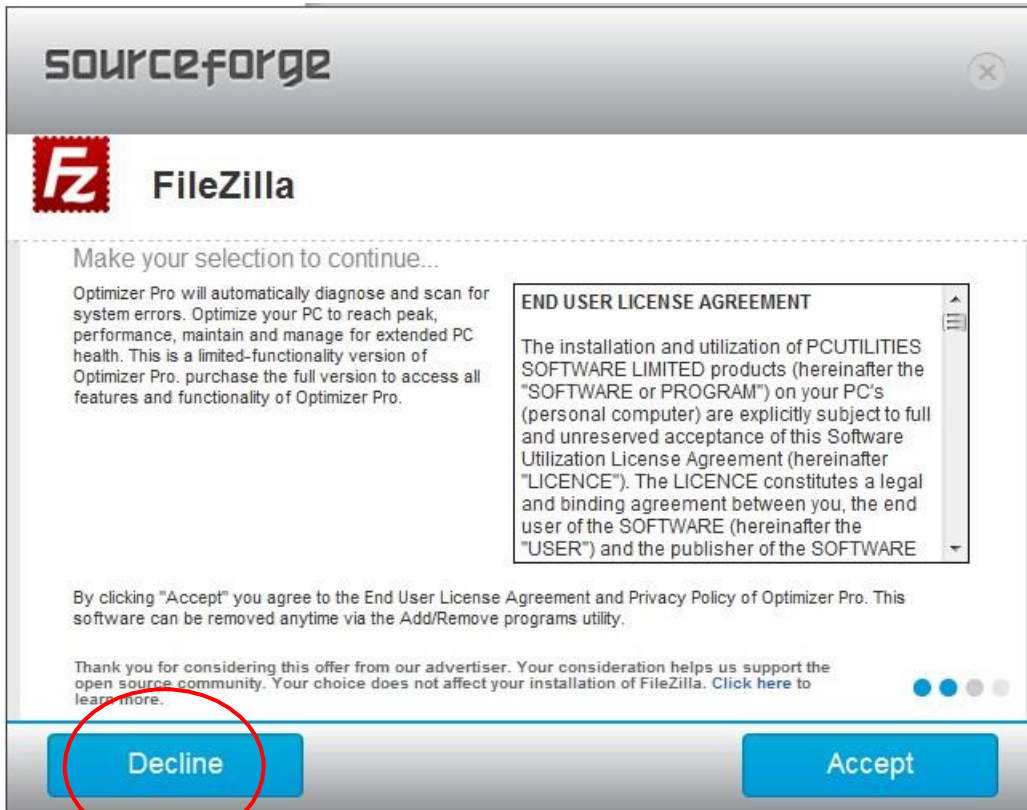 sourceforge
Fz
FileZilla
Make your selection to continue...
Optimizer Pro will automatically diagnose and scan for
system errors. Optimize your PC to reach peak,
performance, maintain and manage for extended PC
health. This is a limited-functionality version of
Optimizer Pro. purchase the full version to access all
features and functionality of Optimizer Pro.
END USER LICENSE AGREEMENT
The installation and utilization of PCUTILITIES
SOFTWARE LIMITED products (hereinafter the
"SOFTWARE or PROGRAM") on your PC's
(personal computer) are explicitly subject to full
and unreserved acceptance of this Software
Utilization License Agreement (hereinafter
"LICENCE"). The LICENCE constitutes a legal
and binding agreement between you, the end
user of the SOFTWARE (hereinafter the
"USER") and the publisher of the SOFTWARE
By clicking "Accept" you agree to the End User License Agreement and Privacy Policy of Optimizer Pro. This
software can be removed anytime via the Add/Remove programs utility.
Thank you for considering this offer from our advertiser. Your consideration helps us support the
open source community. Your choice does not affect your installation of FileZilla. Click here to
learn more.
Decline
Accept